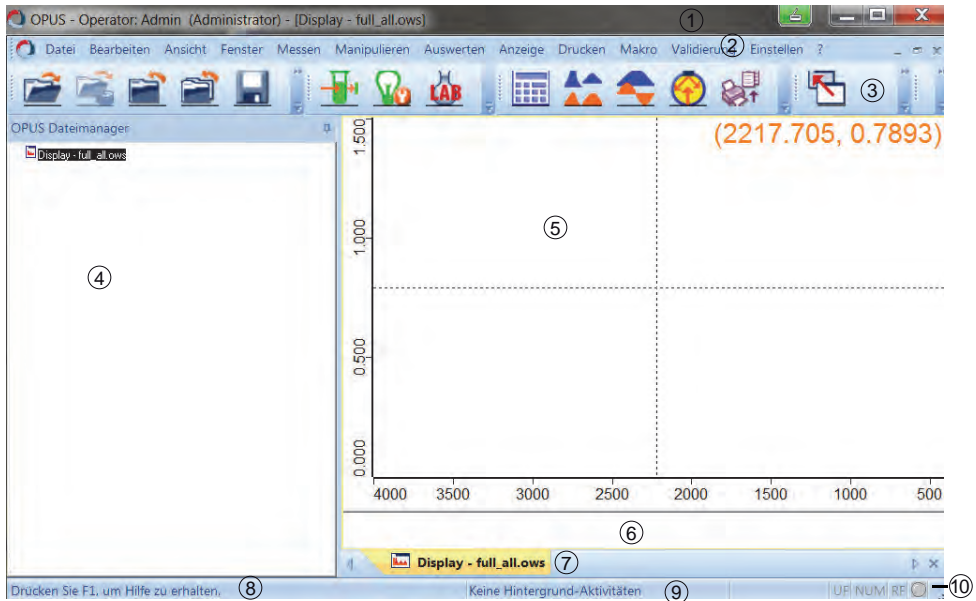 OPUS - Operator: Admin (Administrator) - [Display - full_all.ows]
①
Datei Bearbeiten Ansicht Fenster Messen Manipulieren Auswerten Anzeige Drucken Makro Validierung Einstellen ?
②
LAB
③
OPUS Dateimanager
Display - full_all.ows
④
(2217.705, 0.7893)
1.500
1.000
0.500
0.000
⑤
4000 3500 3000 2500 2000 1500 1000 500
⑥
Display - full_all.ows ⑦
Drücken Sie F1, um Hilfe zu erhalten. ⑧ Keine Hintergrund-Aktivitäten ⑨ UF NUM RF ⑩